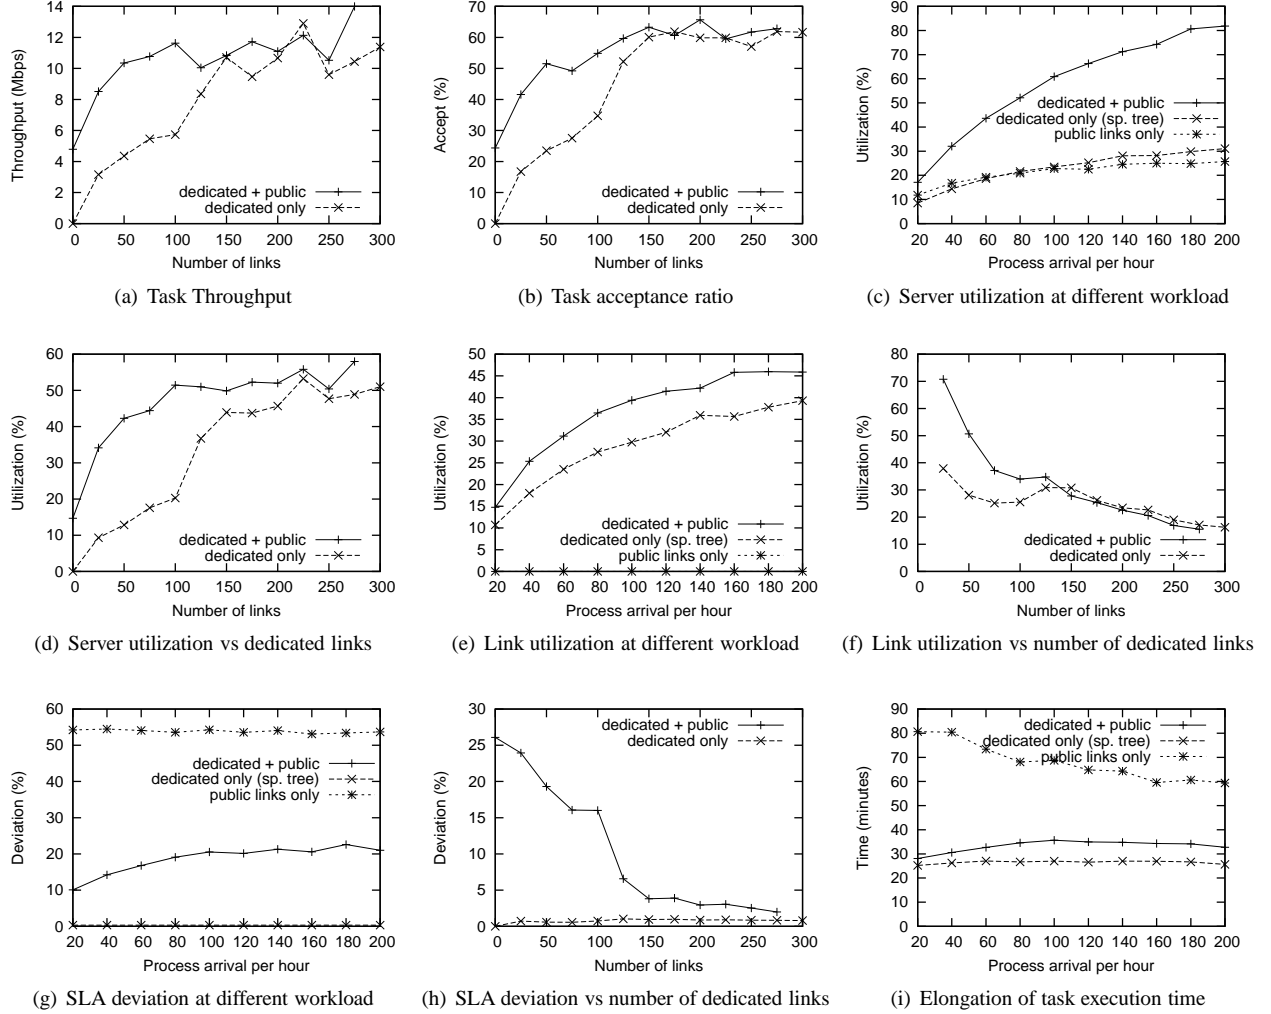 14
12
10
8
6
4
2
0
Throughput (Mbps)
dedicated + public
dedicated only
0 50 100 150 200 250 300
Number of links
(a) Task Throughput
70
60
50
40
30
20
10
0
Accept (%)
dedicated + public
dedicated only
0 50 100 150 200 250 300
Number of links
(b) Task acceptance ratio
90
80
70
60
50
40
30
20
10
0
Utilization (%)
dedicated + public
dedicated only (sp. tree)
public links only
20 40 60 80 100 120 140 160 180 200
Process arrival per hour
(c) Server utilization at different workload
60
50
40
30
20
10
0
Utilization (%)
dedicated + public
dedicated only
0 50 100 150 200 250 300
Number of links
(d) Server utilization vs dedicated links
50
45
40
35
30
25
20
15
10
5
0
Utilization (%)
dedicated + public
dedicated only (sp. tree)
public links only
20 40 60 80 100 120 140 160 180 200
Process arrival per hour
(e) Link utilization at different workload
80
70
60
50
40
30
20
10
0
Utilization (%)
dedicated + public
dedicated only
0 50 100 150 200 250 300
Number of links
(f) Link utilization vs number of dedicated links
60
50
40
30
20
10
0
Deviation (%)
dedicated + public
dedicated only (sp. tree)
public links only
20 40 60 80 100 120 140 160 180 200
Process arrival per hour
(g) SLA deviation at different workload
30
25
20
15
10
5
0
Deviation (%)
dedicated + public
dedicated only
0 50 100 150 200 250 300
Number of links
(h) SLA deviation vs number of dedicated links
90
80
70
60
50
40
30
20
10
0
Time (minutes)
dedicated + public
dedicated only (sp. tree)
public links only
20 40 60 80 100 120 140 160 180 200
Process arrival per hour
(i) Elongation of task execution time